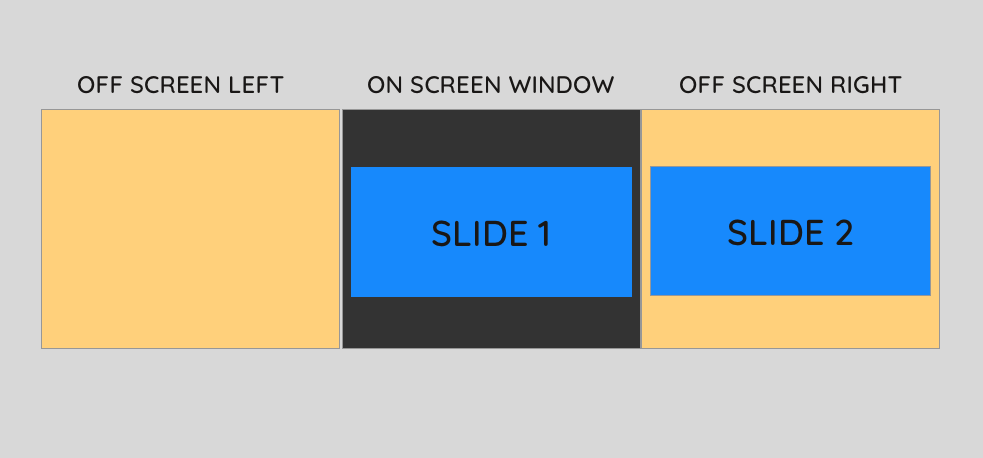 OFF SCREEN LEFT
ON SCREEN WINDOW
OFF SCREEN RIGHT
SLIDE 1
SLIDE 2